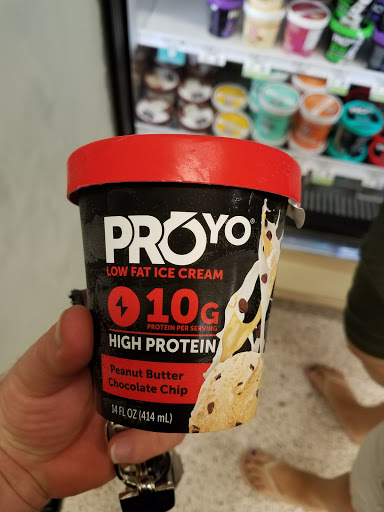 PRŌYO®
LOW FAT ICE CREAM
10G
PROTEIN PER SERVING
HIGH PROTEIN
Peanut Butter
Chocolate Chip
14 FL OZ (414 mL)